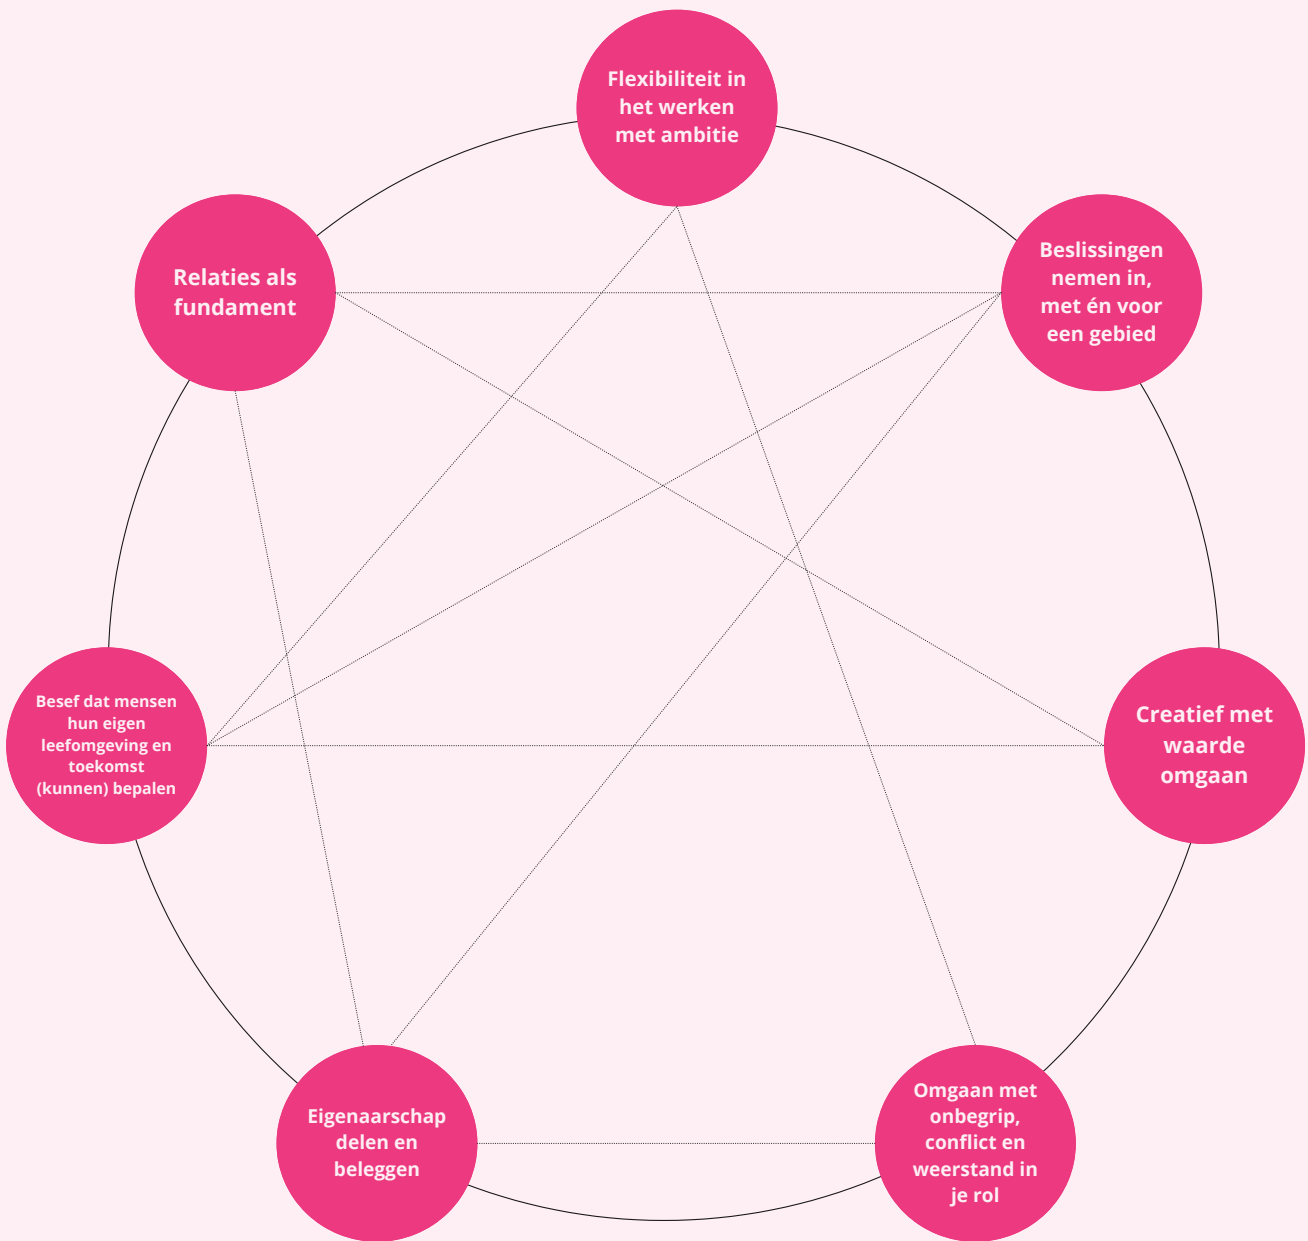 Flexibiliteit in
het werken
met ambitie
Relaties als
fundament
Beslissingen
nemen in,
met én voor
een gebied
Besef dat mensen
hun eigen
leefomgeving en
toekomst
(kunnen) bepalen
Creatief met
waarde
omgaan
Eigenaarschap
delen en
beleggen
Omgaan met
onbegrip,
conflict en
weerstand in
je rol